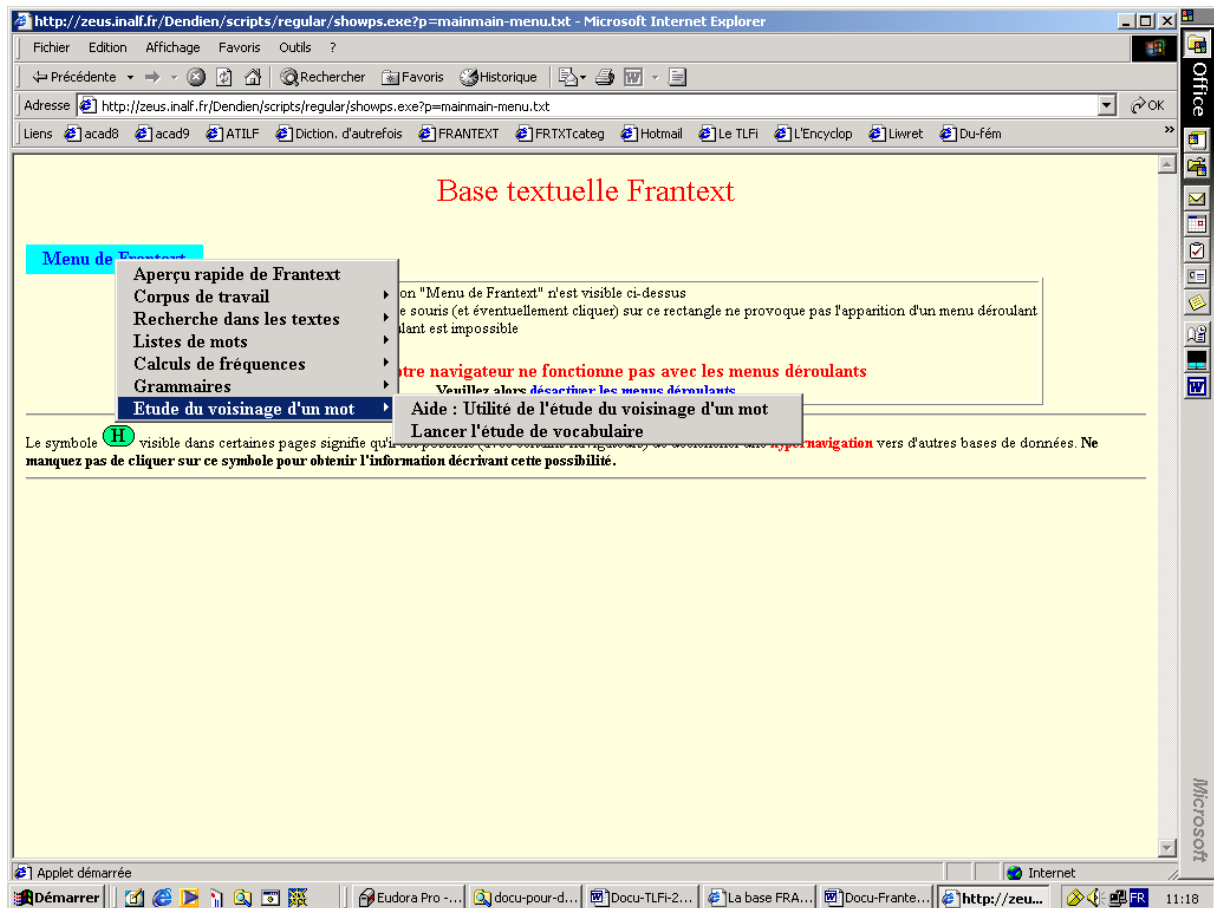 http://zeus.inalf.fr/Dendien/scripts/regular/showps.exe?p=mainmain-menu.txt - Microsoft Internet Explorer
Fichier Edition Affichage Favoris Outils ?
Précédente Rechercher Favoris Historique
Adresse http://zeus.inalf.fr/Dendien/scripts/regular/showps.exe?p=mainmain-menu.txt OK
Liens acad8 acad9 ATILF Diction. d'autrefois FRANTEXT FRTXTcateg Hotmail Le TLFi L'Encyclop Liwret Du-fém »
Office
Base textuelle Frantext
Menu de Frantext
Aperçu rapide de Frantext
Corpus de travail
Recherche dans les textes
Listes de mots
Calculs de fréquences
Grammaires
Etude du voisinage d'un mot
Aide : Utilité de l'étude du voisinage d'un mot
Lancer l'étude de vocabulaire
on "Menu de Frantext" n'est visible ci-dessus
souris (et éventuellement cliquer) sur ce rectangle ne provoque pas l'apparition d'un menu déroulant
est impossible
navigateur ne fonctionne pas avec les menus déroulants
Veuillez alors désactiver les menus déroulants
Le symbole H visible dans certaines pages signifie hypernavigation vers d'autres bases de données. Ne
manquez pas de cliquer sur ce symbole pour obtenir l'information décrivant cette possibilité.
Microsoft
Applet démarrée Internet
Démarrer Eudora Pro -... docu-pour-d... Docu-TLFi-2... La base FRA... Docu-Frante... http://zeu... FR 11:18